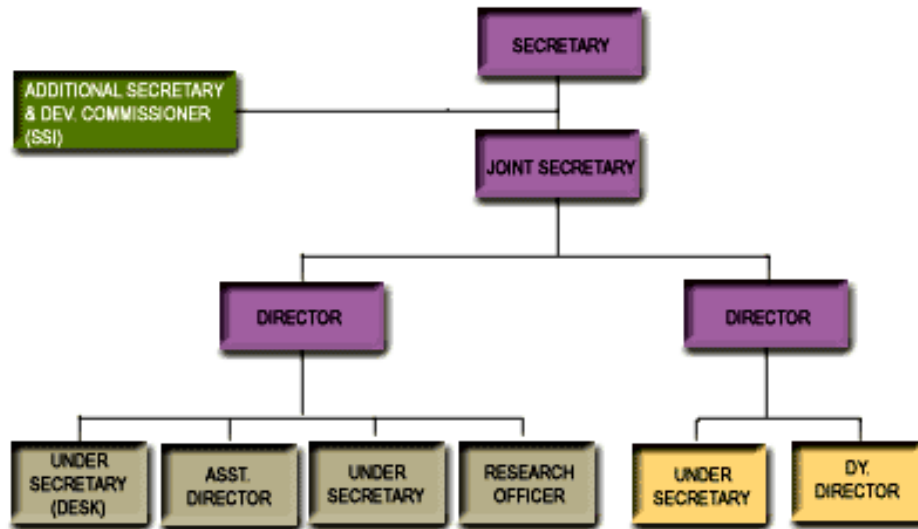 SECRETARY
ADDITIONAL SECRETARY
& DEV. COMMISSIONER
(SSI)
JOINT SECRETARY
DIRECTOR
DIRECTOR
UNDER
SECRETARY
(DESK)
ASST.
DIRECTOR
UNDER
SECRETARY
RESEARCH
OFFICER
UNDER
SECRETARY
DY.
DIRECTOR